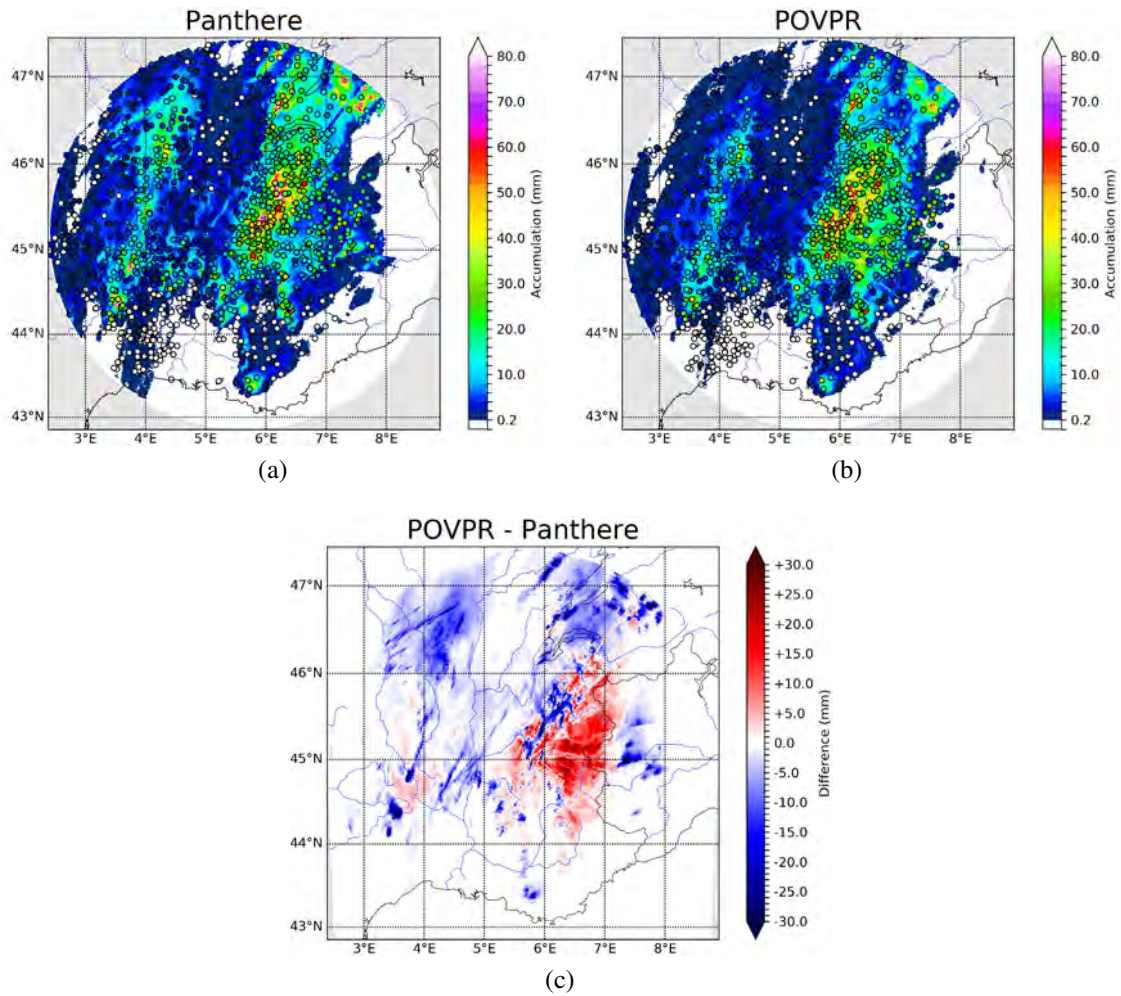 Panthere
POVPR
47°N
46°N
45°N
44°N
43°N
3°E 4°E 5°E 6°E 7°E 8°E
80.0
70.0
60.0
50.0
40.0
30.0
20.0
10.0
0.2
Accumulation (mm)
47°N
46°N
45°N
44°N
43°N
3°E 4°E 5°E 6°E 7°E 8°E
80.0
70.0
60.0
50.0
40.0
30.0
20.0
10.0
0.2
Accumulation (mm)
(a)
(b)
POVPR - Panthere
47°N
46°N
45°N
44°N
43°N
3°E 4°E 5°E 6°E 7°E 8°E
+30.0
+25.0
+20.0
+15.0
+10.0
+5.0
0.0
-5.0
-10.0
-15.0
-20.0
-25.0
-30.0
Difference (mm)
(c)